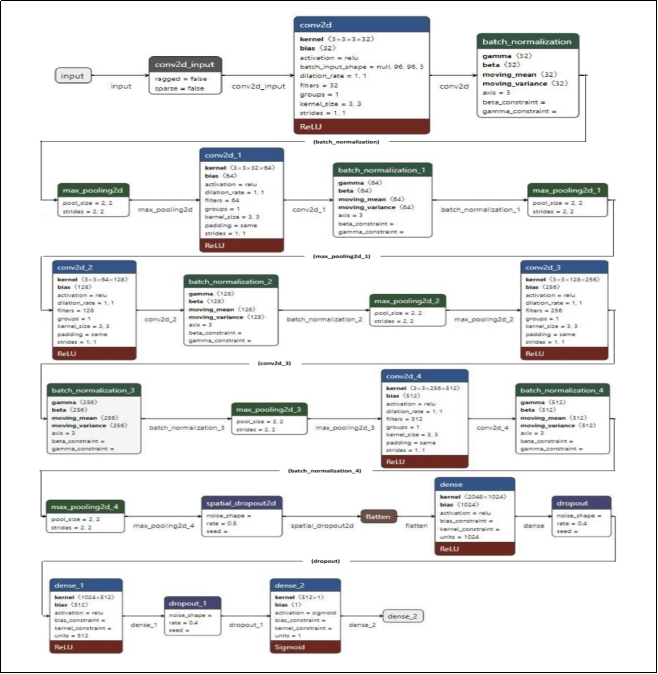 conv2d
kernel (3×3×3×32)
bias (32)
activation = relu
batch_input_shape = null, 96, 96, 3
dilation_rate = 1, 1
filters = 32
groups = 1
kernel_size = 3, 3
strides = 1, 1
ReLU
batch_normalization
gamma (32)
beta (32)
moving_mean (32)
moving_variance (32)
axis = 3
beta_constraint =
gamma_constraint =
conv2d_input
ragged = false
sparse = false
input
input
conv2d_input
conv2d
(batch_normalization)
max_pooling2d
pool_size = 2, 2
strides = 2, 2
max_pooling2d
conv2d_1
kernel (3×3×32×64)
bias (64)
activation = relu
dilation_rate = 1, 1
filters = 64
groups = 1
kernel_size = 3, 3
padding = same
strides = 1, 1
ReLU
conv2d_1
batch_normalization_1
gamma (64)
beta (64)
moving_mean (64)
moving_variance (64)
axis = 3
beta_constraint =
gamma_constraint =
batch_normalization_1
max_pooling2d_1
pool_size = 2, 2
strides = 2, 2
(max_pooling2d_1)
conv2d_2
kernel (3×3×64×128)
bias (128)
activation = relu
dilation_rate = 1, 1
filters = 128
groups = 1
kernel_size = 3, 3
padding = same
strides = 1, 1
ReLU
conv2d_2
batch_normalization_2
gamma (128)
beta (128)
moving_mean (128)
moving_variance (128)
axis = 3
beta_constraint =
gamma_constraint =
batch_normalization_2
max_pooling2d_2
pool_size = 2, 2
strides = 2, 2
max_pooling2d_2
conv2d_3
kernel (3×3×128×256)
bias (256)
activation = relu
dilation_rate = 1, 1
filters = 256
groups = 1
kernel_size = 3, 3
padding = same
strides = 1, 1
ReLU
(conv2d_3)
batch_normalization_3
gamma (256)
beta (256)
moving_mean (256)
moving_variance (256)
axis = 3
beta_constraint =
gamma_constraint =
batch_normalization_3
max_pooling2d_3
pool_size = 2, 2
strides = 2, 2
max_pooling2d_3
conv2d_4
kernel (3×3×256×512)
bias (512)
activation = relu
dilation_rate = 1, 1
filters = 512
groups = 1
kernel_size = 3, 3
padding = same
strides = 1, 1
ReLU
conv2d_4
batch_normalization_4
gamma (512)
beta (512)
moving_mean (512)
moving_variance (512)
axis = 3
beta_constraint =
gamma_constraint =
(batch_normalization_4)
max_pooling2d_4
pool_size = 2, 2
strides = 2, 2
max_pooling2d_4
spatial_dropout2d
noise_shape =
rate = 0.5
seed =
spatial_dropout2d
flatten
flatten
dense
kernel (2048×1024)
bias (1024)
activation = relu
bias_constraint =
kernel_constraint =
units = 1024
ReLU
dense
dropout
noise_shape =
rate = 0.4
seed =
(dropout)
dense_1
kernel (1024×512)
bias (512)
activation = relu
bias_constraint =
kernel_constraint =
units = 512
ReLU
dense_1
dropout_1
noise_shape =
rate = 0.4
seed =
dropout_1
dense_2
kernel (512×1)
bias (1)
activation = sigmoid
bias_constraint =
kernel_constraint =
units = 1
Sigmoid
dense_2
dense_2